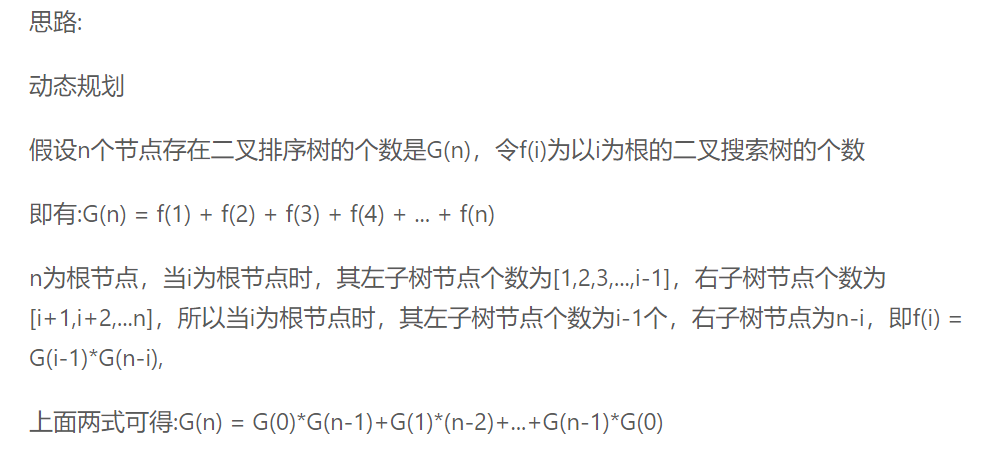 思路:
动态规划
假设n个节点存在二叉排序树的个数是G(n)，令f(i)为以i为根的二叉搜索树的个数
即有:G(n) = f(1) + f(2) + f(3) + f(4) + ... + f(n)
n为根节点，当i为根节点时，其左子树节点个数为[1,2,3,...,i-1]，右子树节点个数为
[i+1,i+2,...n]，所以当i为根节点时，其左子树节点个数为i-1个，右子树节点为n-i，即f(i) =
G(i-1)*G(n-i),
上面两式可得:G(n) = G(0)*G(n-1)+G(1)*(n-2)+...+G(n-1)*G(0)